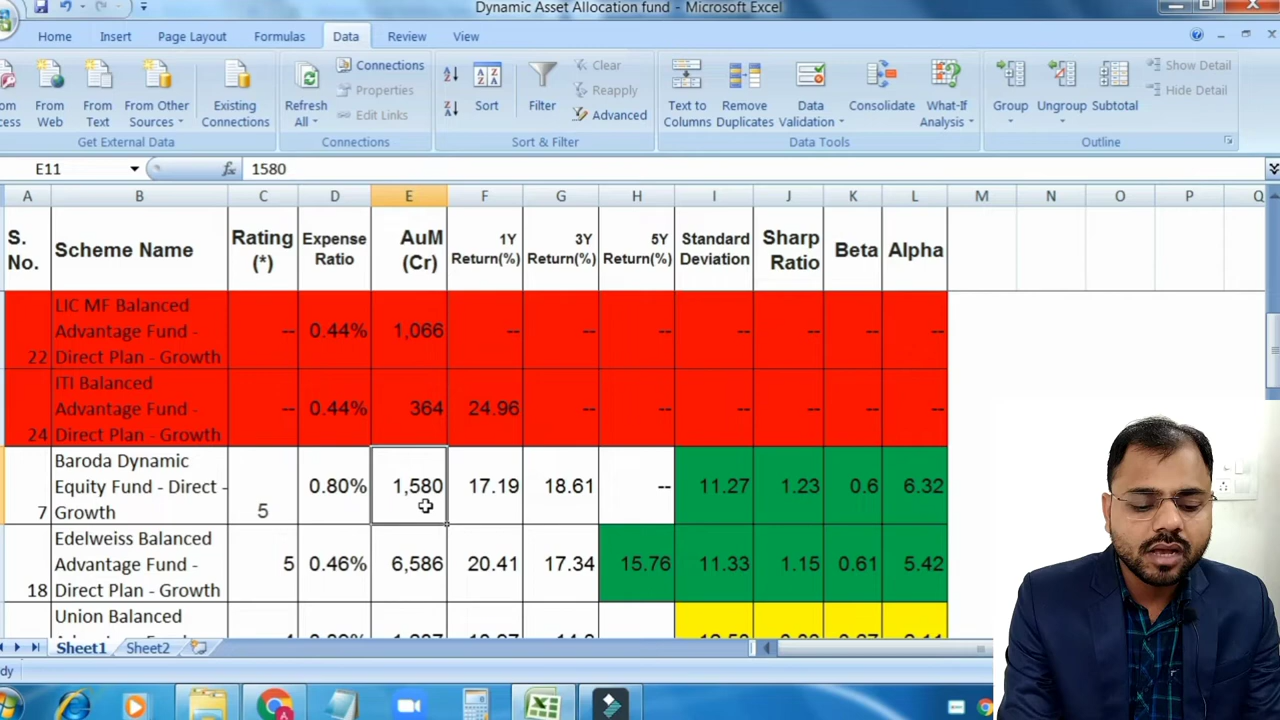 Dynamic Asset Allocation fund - Microsoft Excel
Home Insert Page Layout Formulas Data Review View
From Web
From Text
From Other Sources
Existing Connections
Get External Data
Refresh All
Connections
Properties
Edit Links
Connections
Sort
Filter
Clear
Reapply
Advanced
Sort & Filter
Text to Columns
Remove Duplicates
Data Validation
Consolidate
What-If Analysis
Data Tools
Group
Ungroup
Subtotal
Show Detail
Hide Detail
Outline
E11 fx 1580
A B C D E F G H I J K L M N O P Q
S. No. Scheme Name Rating (*) Expense Ratio AuM (Cr) 1Y Return(%) 3Y Return(%) 5Y Return(%) Standard Deviation Sharp Ratio Beta Alpha
LIC MF Balanced
Advantage Fund - -- 0.44% 1,066 -- -- -- -- -- -- --
22 Direct Plan - Growth
ITI Balanced
Advantage Fund - -- 0.44% 364 24.96 -- -- -- -- -- --
24 Direct Plan - Growth
Baroda Dynamic
Equity Fund - Direct - 0.80% 1,580 17.19 18.61 -- 11.27 1.23 0.6 6.32
7 Growth 5
Edelweiss Balanced
Advantage Fund - 5 0.46% 6,586 20.41 17.34 15.76 11.33 1.15 0.61 5.42
18 Direct Plan - Growth
Union Balanced
Sheet1 Sheet2